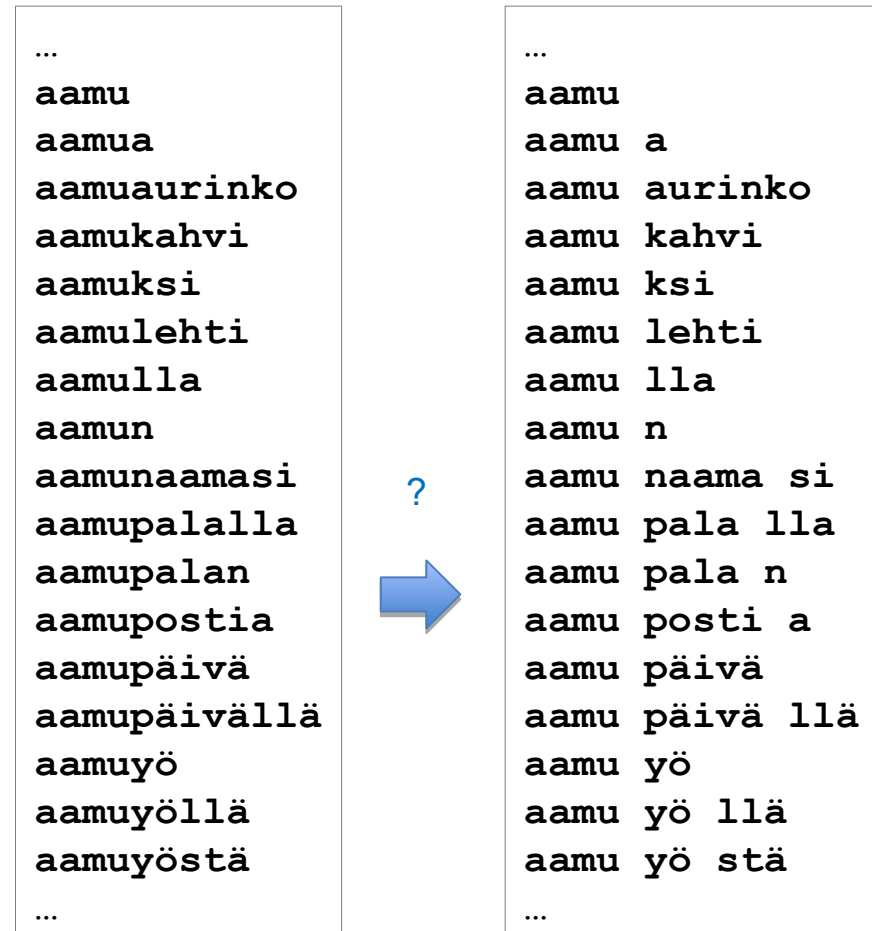 …
aamu
aamua
aamuaurinko
aamukahvi
aamuksi
aamulehti
aamulla
aamun
aamunaamasi
aamupalalla
aamupalan
aamupostia
aamupäivä
aamupäivällä
aamuyö
aamuyöllä
aamuyöstä
…
?
…
aamu
aamu a
aamu aurinko
aamu kahvi
aamu ksi
aamu lehti
aamu lla
aamu n
aamu naama si
aamu pala lla
aamu pala n
aamu posti a
aamu päivä
aamu päivä llä
aamu yö
aamu yö llä
aamu yö stä
…